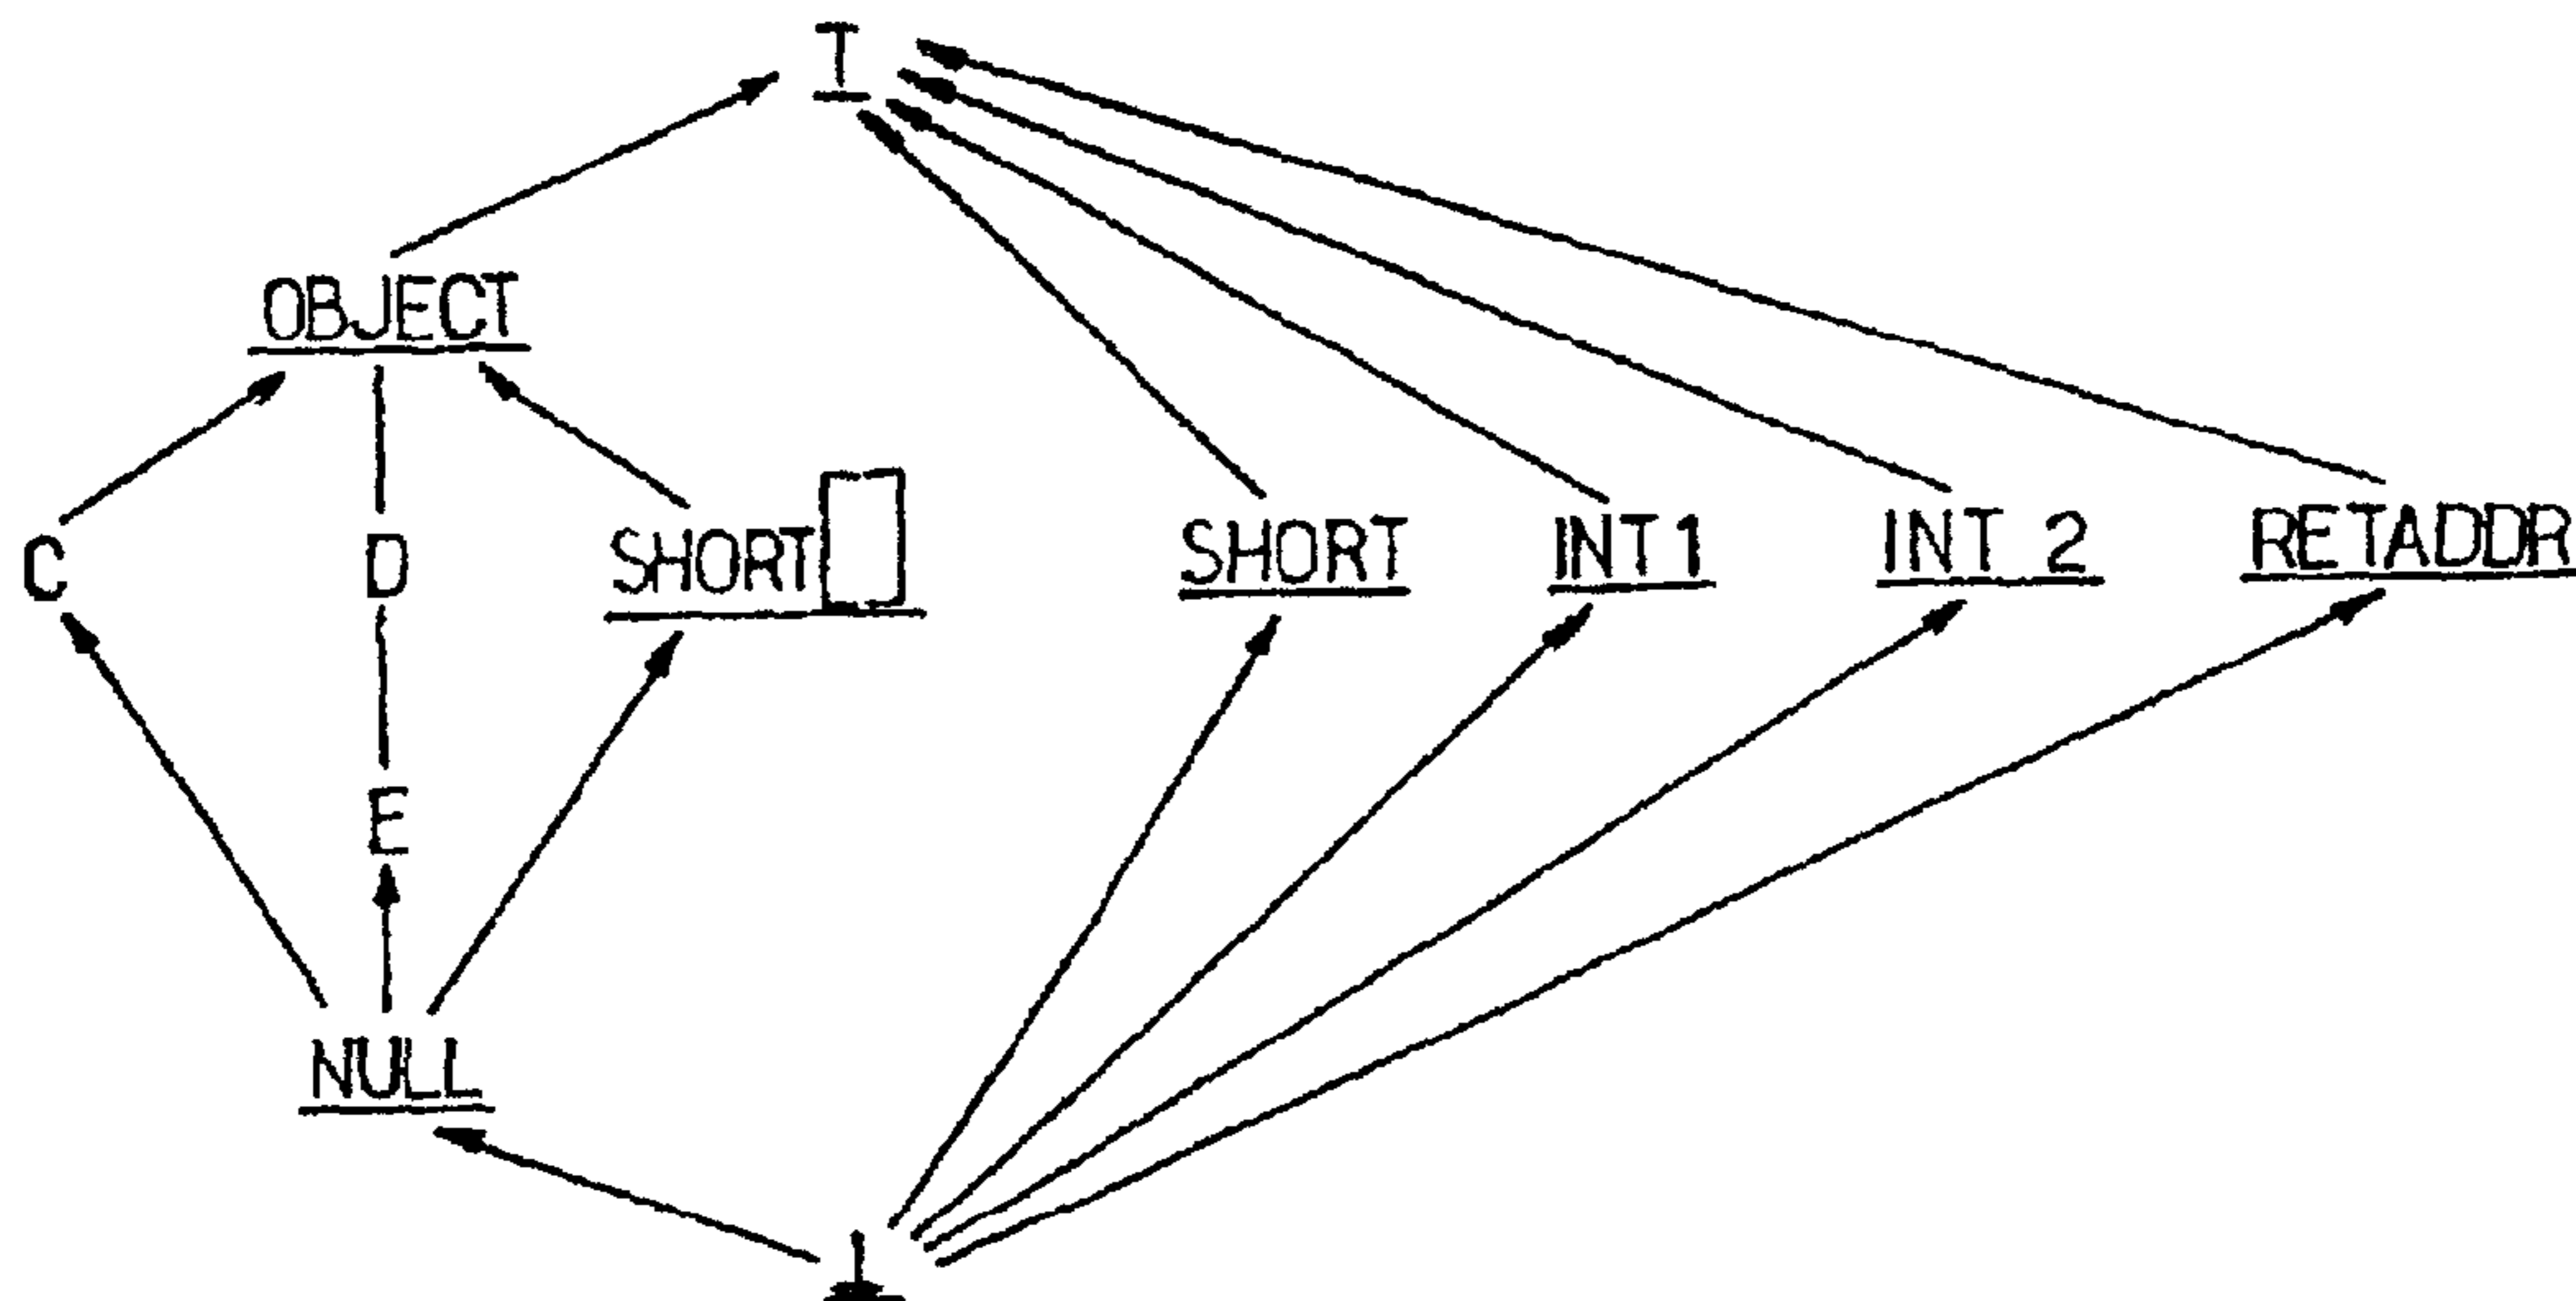 T
OBJECT
C D SHORT[] SHORT INT1 INT 2 RETADDR
E
NULL
⊥